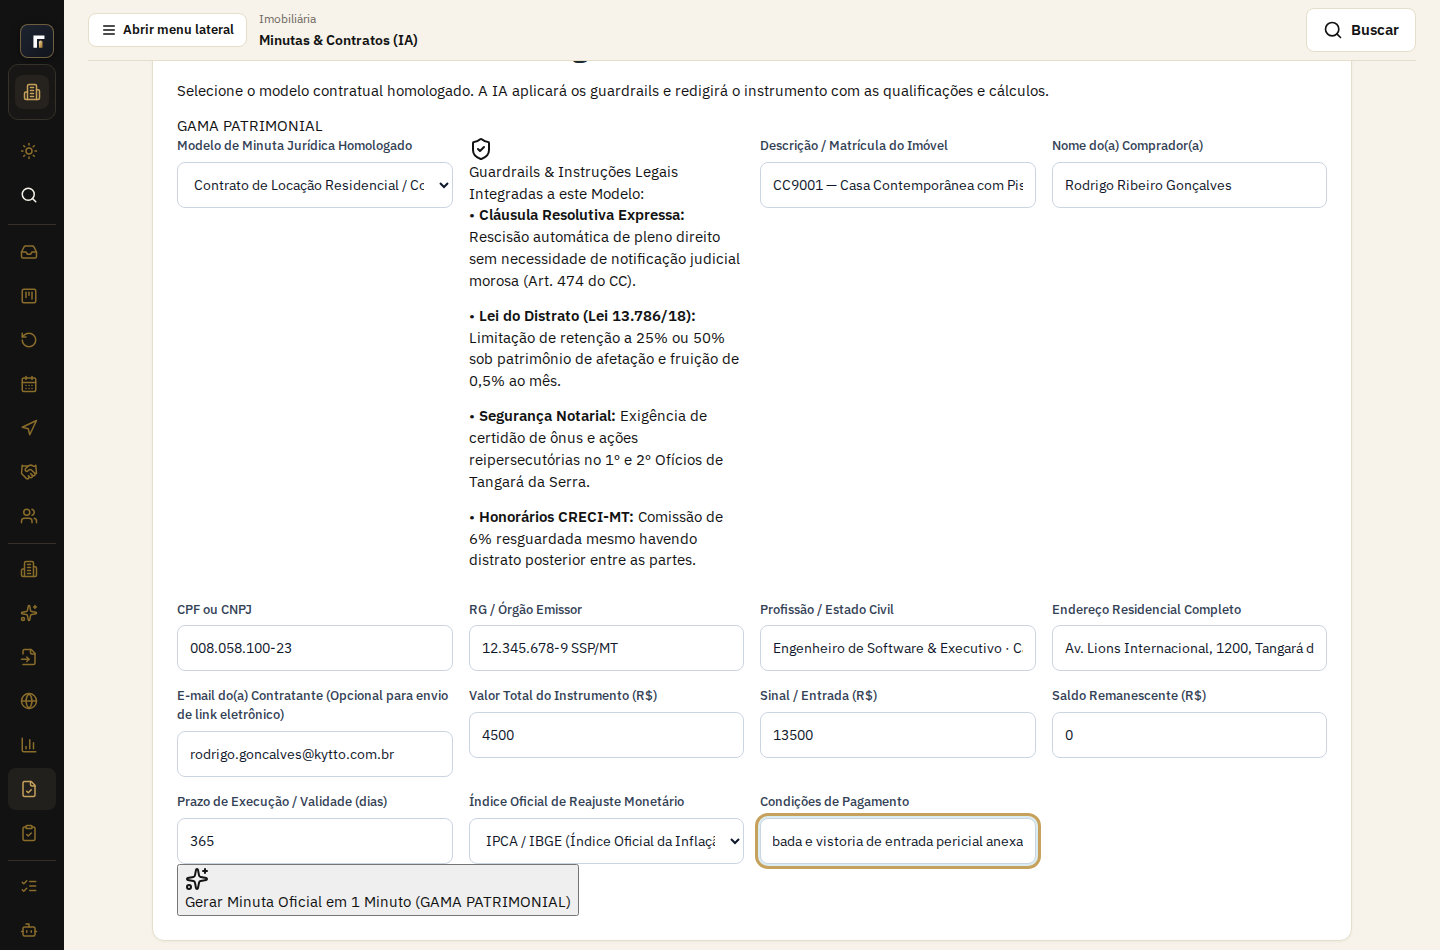 Abrir menu lateral
Imobiliária
Minutas & Contratos (IA)
Buscar
Selecione o modelo contratual homologado. A IA aplicará os guardrails e redigirá o instrumento com as qualificações e cálculos.
GAMA PATRIMONIAL
Modelo de Minuta Jurídica Homologado
Contrato de Locação Residencial / Co
Guardrails & Instruções Legais
Integradas a este Modelo:
• Cláusula Resolutiva Expressa:
Rescisão automática de pleno direito
sem necessidade de notificação judicial
morosa (Art. 474 do CC).
• Lei do Distrato (Lei 13.786/18):
Limitação de retenção a 25% ou 50%
sob patrimônio de afetação e fruição de
0,5% ao mês.
• Segurança Notarial: Exigência de
certidão de ônus e ações
reipersecutórias no 1º e 2º Ofícios de
Tangará da Serra.
• Honorários CRECI-MT: Comissão de
6% resguardada mesmo havendo
distrato posterior entre as partes.
Descrição / Matrícula do Imóvel
CC9001 — Casa Contemporânea com Pis
Nome do(a) Comprador(a)
Rodrigo Ribeiro Gonçalves
CPF ou CNPJ
008.058.100-23
RG / Órgão Emissor
12.345.678-9 SSP/MT
Profissão / Estado Civil
Engenheiro de Software & Executivo · C
Endereço Residencial Completo
Av. Lions Internacional, 1200, Tangará d
E-mail do(a) Contratante (Opcional para envio
de link eletrônico)
rodrigo.goncalves@kytto.com.br
Valor Total do Instrumento (R$)
4500
Sinal / Entrada (R$)
13500
Saldo Remanescente (R$)
0
Prazo de Execução / Validade (dias)
365
Índice Oficial de Reajuste Monetário
IPCA / IBGE (Índice Oficial da Inflaçã
Condições de Pagamento
bada e vistoria de entrada pericial anexa
Gerar Minuta Oficial em 1 Minuto (GAMA PATRIMONIAL)